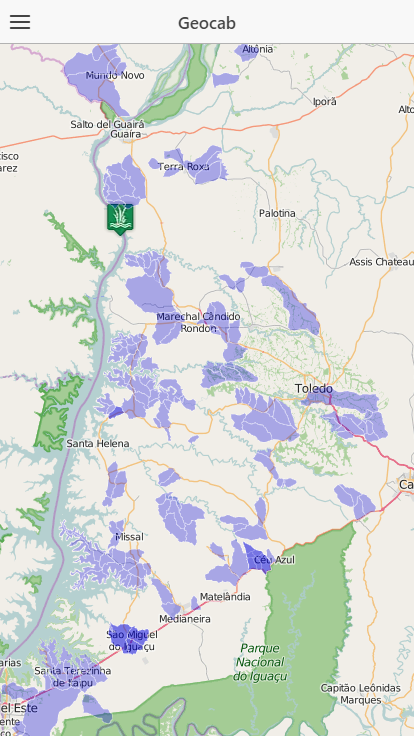 Geocab
Altônia
Mundo Novo
Iporã
Alto
Salto del Guairá
Guaíra
isco
arez
Terra Roxa
Palotina
Assis Chateau
Marechal Cândido
Rondon
Toledo
Santa Helena
Ca
Missal
Céu Azul
Matelândia
Medianeira
São Miguel
do Iguaçu
Parque
Nacional
do Iguaçu
arias
Santa Terezinha
de Itaipu
Capitão Leónidas
Marques
el Este
ente
co